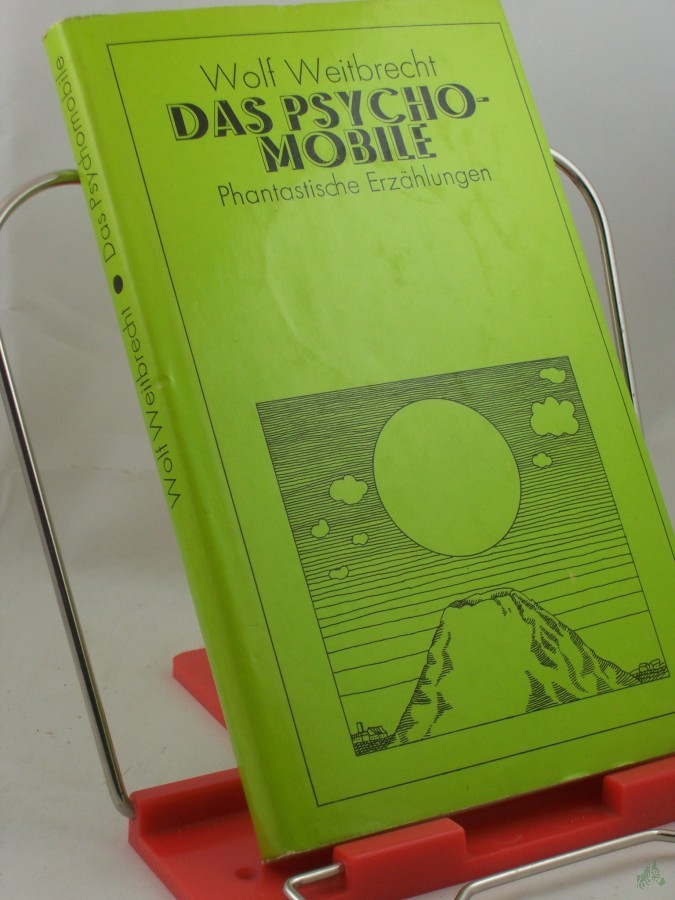 Wolf Weitbrecht
DAS PSYCHO-
MOBILE
Phantastische Erzählungen
Wolf Weitbrecht • Das Psychomobile